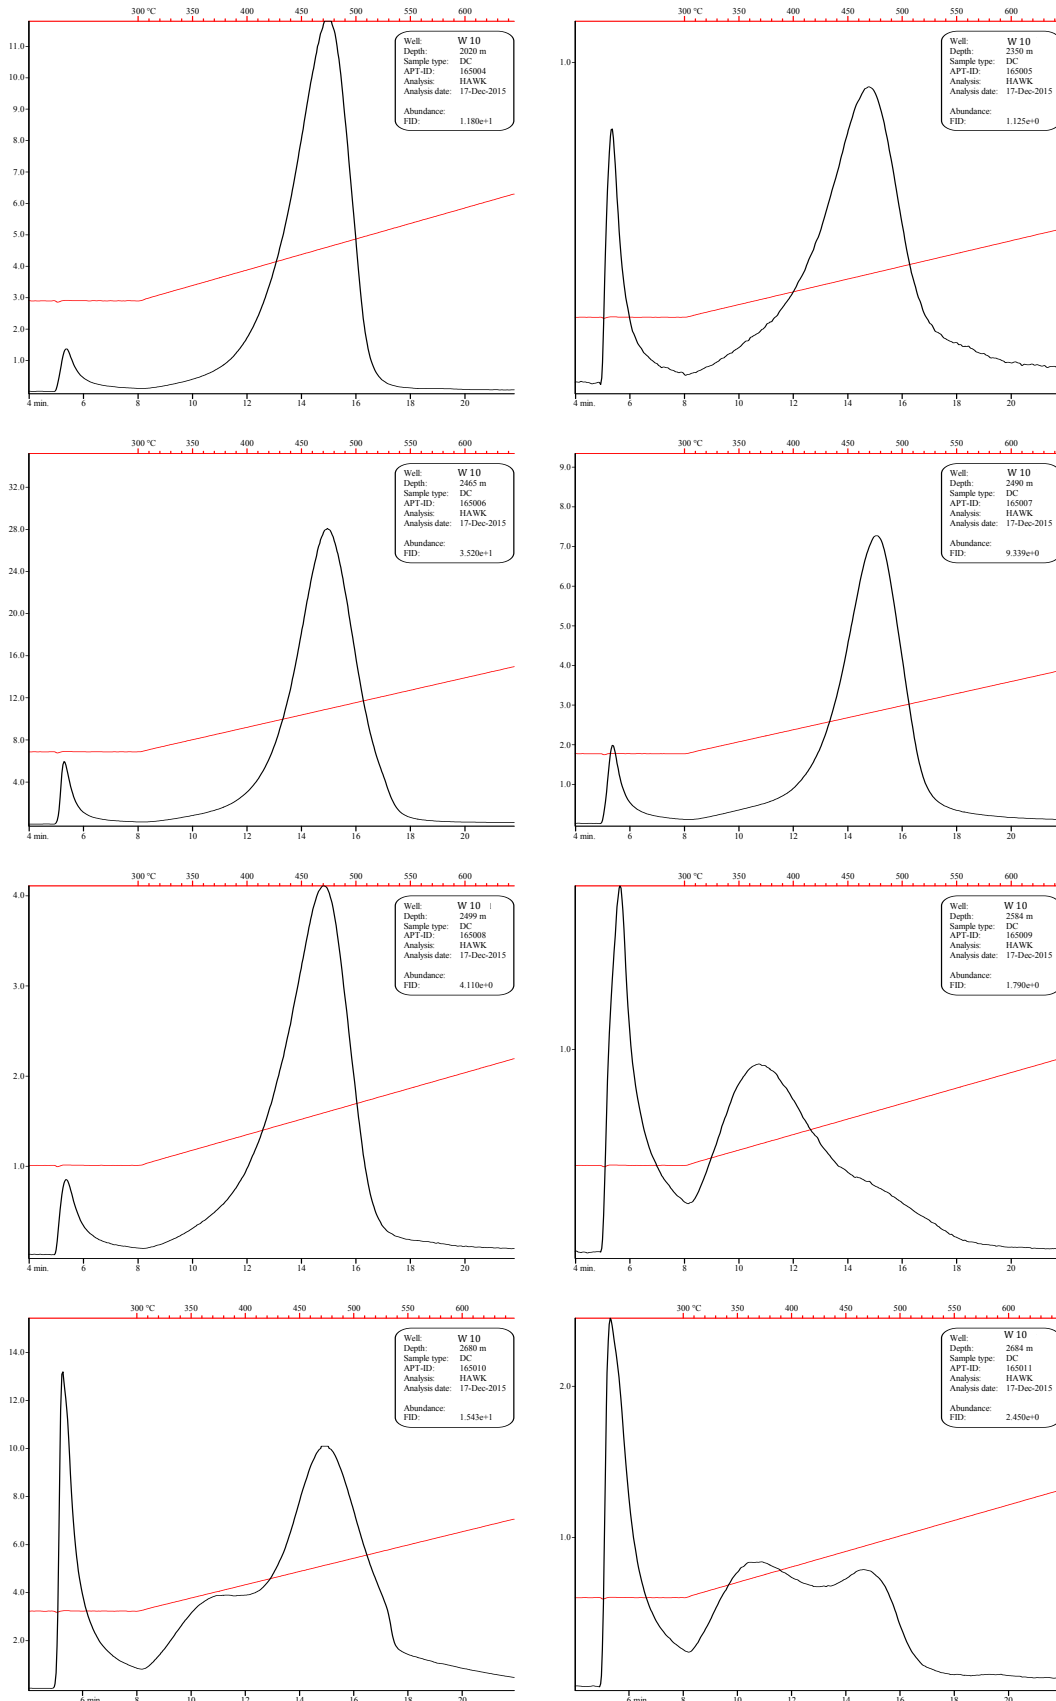 300 °C 350 400 450 500 550 600
11.0
10.0
9.0
8.0
7.0
6.0
5.0
4.0
3.0
2.0
1.0
4 min. 6 8 10 12 14 16 18 20
Well: W 10
Depth: 2020 m
Sample type: DC
APT-ID: 165004
Analysis: HAWK
Analysis date: 17-Dec-2015
Abundance:
FID: 1.180e+1
300 °C 350 400 450 500 550 600
1.0
4 min. 6 8 10 12 14 16 18 20
Well: W 10
Depth: 2350 m
Sample type: DC
APT-ID: 165005
Analysis: HAWK
Analysis date: 17-Dec-2015
Abundance:
FID: 1.125e+0
300 °C 350 400 450 500 550 600
32.0
28.0
24.0
20.0
16.0
12.0
8.0
4.0
4 min. 6 8 10 12 14 16 18 20
Well: W 10
Depth: 2465 m
Sample type: DC
APT-ID: 165006
Analysis: HAWK
Analysis date: 17-Dec-2015
Abundance:
FID: 3.520e+1
300 °C 350 400 450 500 550 600
9.0
8.0
7.0
6.0
5.0
4.0
3.0
2.0
1.0
4 min. 6 8 10 12 14 16 18 20
Well: W 10
Depth: 2490 m
Sample type: DC
APT-ID: 165007
Analysis: HAWK
Analysis date: 17-Dec-2015
Abundance:
FID: 9.339e+0
300 °C 350 400 450 500 550 600
4.0
3.0
2.0
1.0
4 min. 6 8 10 12 14 16 18 20
Well: W 10
Depth: 2499 m
Sample type: DC
APT-ID: 165008
Analysis: HAWK
Analysis date: 17-Dec-2015
Abundance:
FID: 4.110e+0
300 °C 350 400 450 500 550 600
1.0
4 min. 6 8 10 12 14 16 18 20
Well: W 10
Depth: 2584 m
Sample type: DC
APT-ID: 165009
Analysis: HAWK
Analysis date: 17-Dec-2015
Abundance:
FID: 1.790e+0
300 °C 350 400 450 500 550 600
14.0
12.0
10.0
8.0
6.0
4.0
2.0
6 min. 8 10 12 14 16 18 20
Well: W 10
Depth: 2680 m
Sample type: DC
APT-ID: 165010
Analysis: HAWK
Analysis date: 17-Dec-2015
Abundance:
FID: 1.543e+1
300 °C 350 400 450 500 550 600
2.0
1.0
6 min. 8 10 12 14 16 18 20
Well: W 10
Depth: 2684 m
Sample type: DC
APT-ID: 165011
Analysis: HAWK
Analysis date: 17-Dec-2015
Abundance:
FID: 2.450e+0